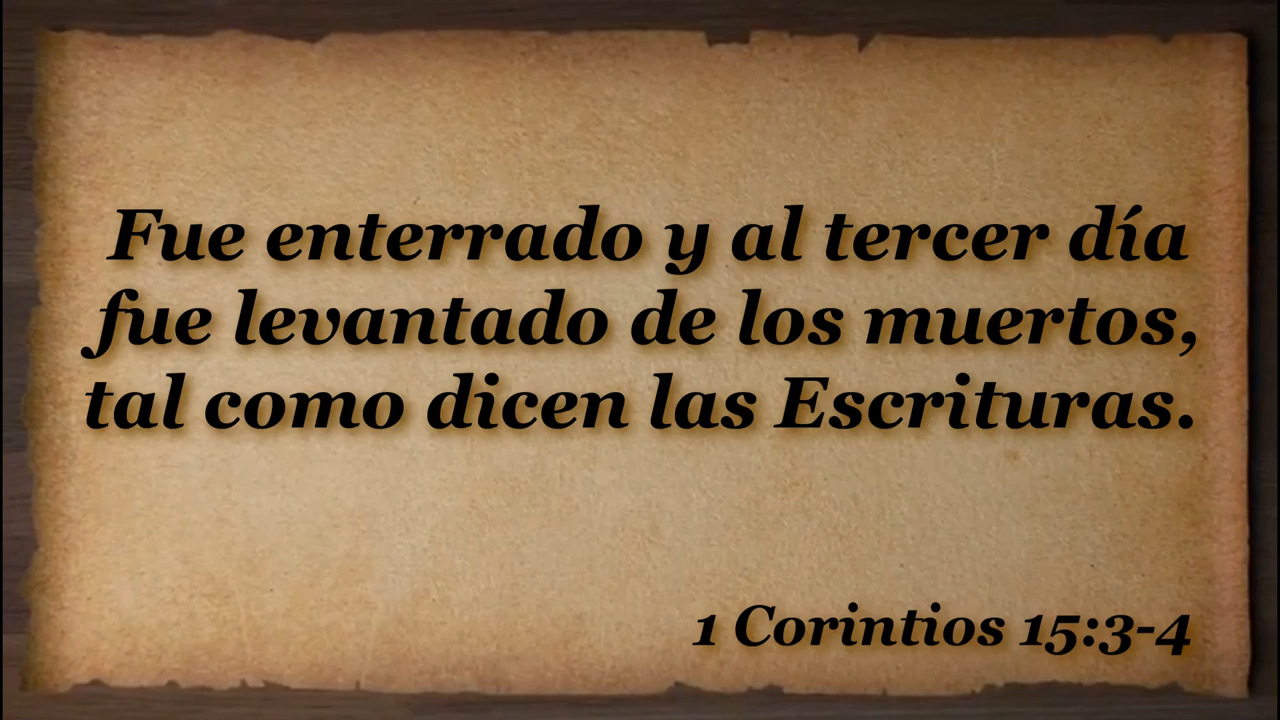 Fue enterrado y al tercer día
fue levantado de los muertos,
tal como dicen las Escrituras.
1 Corintios 15:3-4